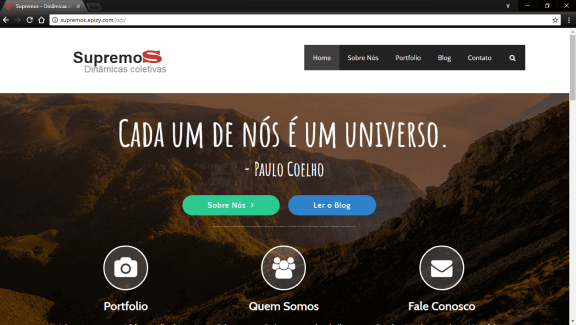 Supremos – Dinâmicas c
supremos.epizy.com/wp/
SupremoS
Dinâmicas coletivas
Home Sobre Nós Portfolio Blog Contato
Cada um de nós é um universo.
- Paulo Coelho
Sobre Nós
Ler o Blog
Portfolio Quem Somos Fale Conosco